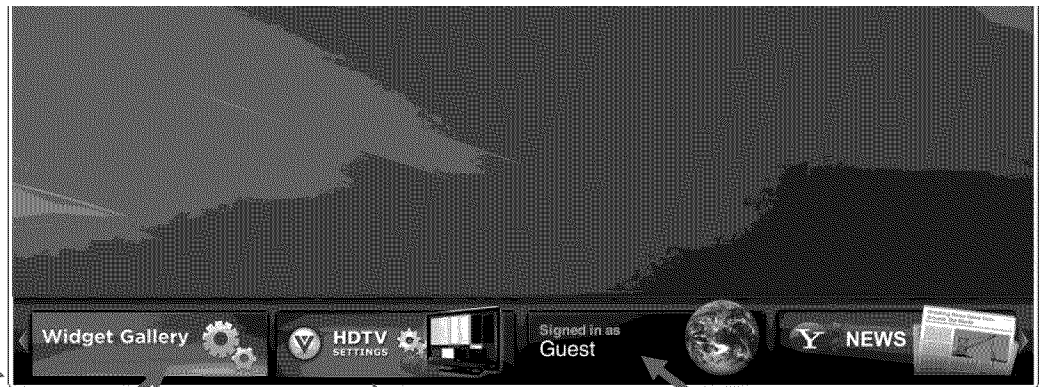 Widget Gallery
V
HDTV
SETTINGS
Signed in as
Guest
Y
NEWS